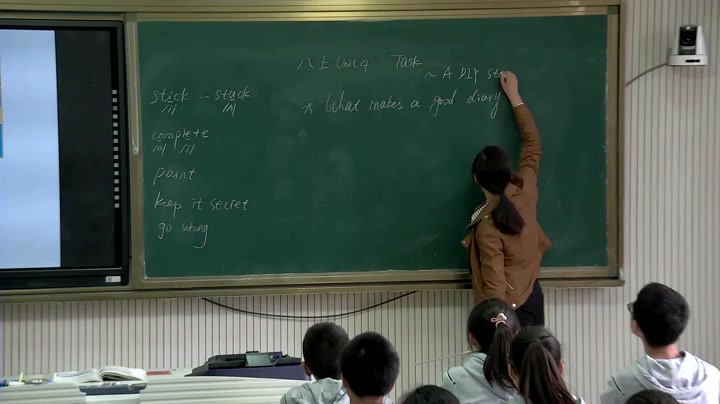 八上 Unit 4 Task
~ A DIY st
stick - stuck
/ɪ/ /ʌ/
* What makes a good diary
complete
/ə/ /iː/
paint
keep it secret
go wrong